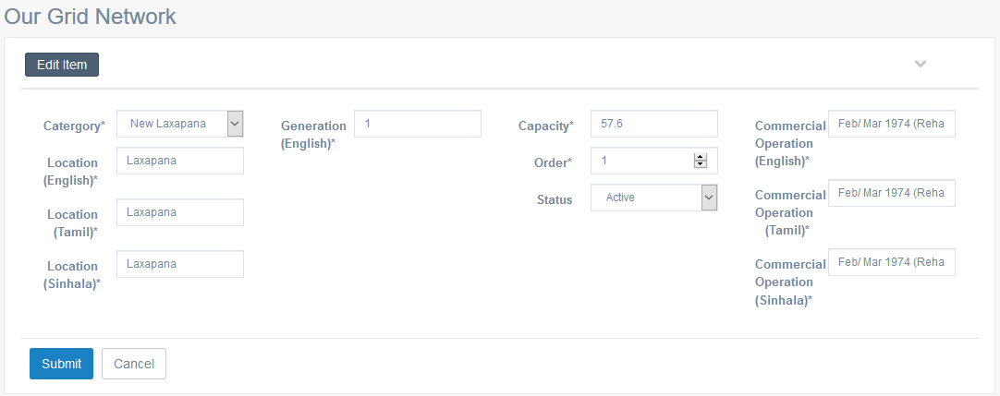 Our Grid Network
Edit Item
Catergory*
New Laxapana
Location
(English)*
Laxapana
Location
(Tamil)*
Laxapana
Location
(Sinhala)*
Laxapana
Generation
(English)*
1
Capacity*
57.6
Order*
1
Status
Active
Commercial
Operation
(English)*
Feb/ Mar 1974 (Reha
Commercial
Operation
(Tamil)*
Feb/ Mar 1974 (Reha
Commercial
Operation
(Sinhala)*
Feb/ Mar 1974 (Reha
Submit
Cancel